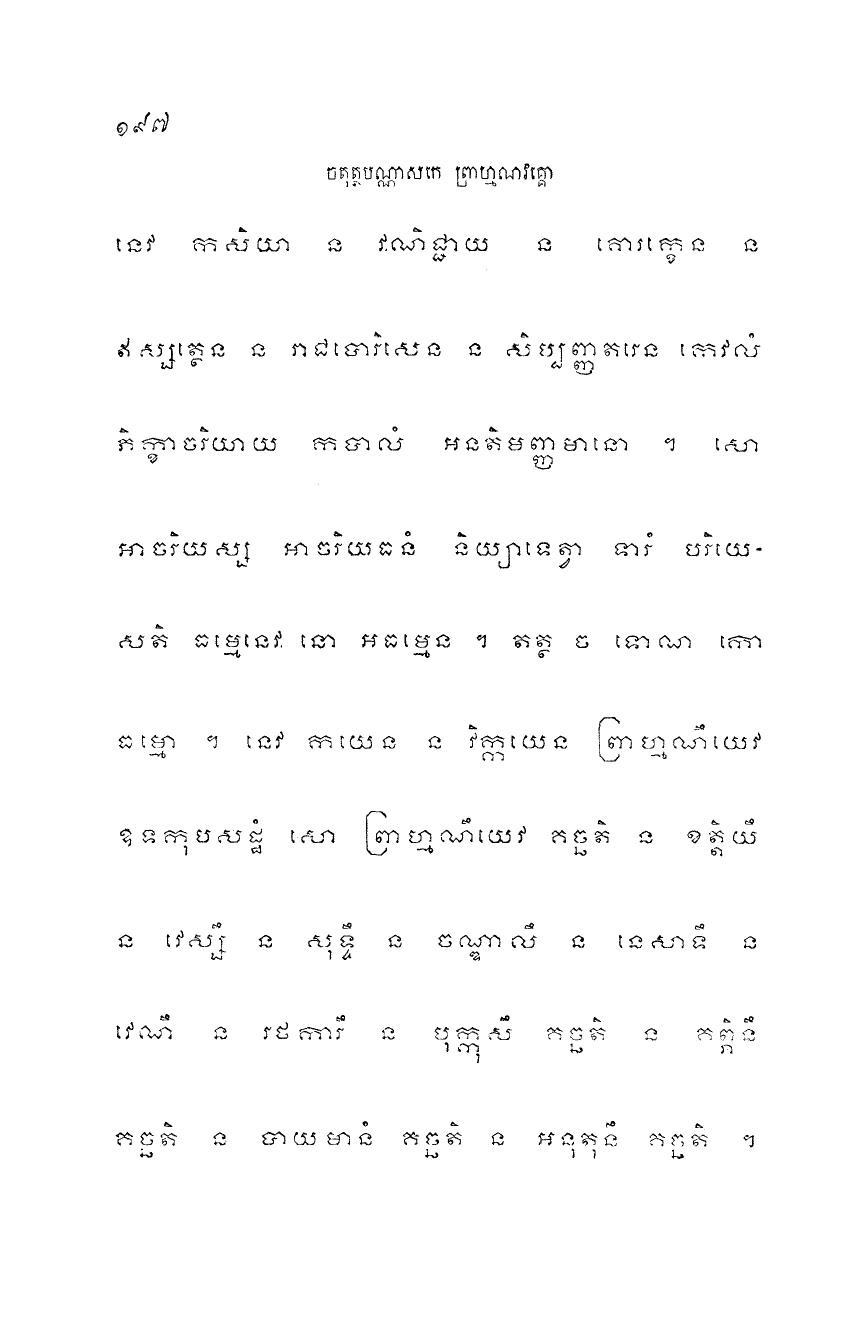 ១៩៧
ចតុត្ថបណ្ណាសកេ ព្រាហ្មណវគ្គោ
នេវ កសិយា ន វណិជ្ជាយ ន គោរក្ខេន ន
ឥស្សត្ថេន ន រាជទោរិសេន ន សិប្បញ្ញតរេន កេវលំ
ភិក្ខាចរិយាយ កទាលំ អនតិមញ្ញមានោ ។ សោ
អាចរិយស្ស អាចរិយធនំ និយ្យាទេត្វា ទារំ បរិយេ-
សតិ ធម្មេនេវ នោ អធម្មេន ។ តត្ថ ច ទោណ កោ
ធម្មោ ។ នេវ កយេន ន វិក្កយេន ព្រាហ្មណឹយេវ
ឧទកុបសដ្ឋំ សោ ព្រាហ្មណឹយេវ គច្ឆតិ ន ខត្តិយឹ
ន វេស្សឹ ន សុទ្ទឹ ន ចណ្ឌាលឹ ន នេសាទឹ ន
វេណឹ ន រថការឹ ន បុក្កុសឹ គច្ឆតិ ន គព្ភិនឹ
គច្ឆតិ ន បាយមានំ គច្ឆតិ ន អនុតុនឹ គច្ឆតិ ។